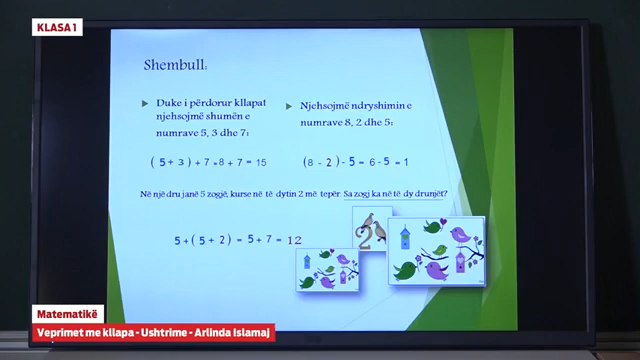 KLASA 1
Shembull:
Duke i përdorur kllapat
njehsojmë shumën e
numrave 5, 3 dhe 7:
(5+3)+7=8+7=15
Njehsojmë ndryshimin e
numrave 8, 2 dhe 5:
(8-2)-5=6-5=1
Në një dru janë 5 zogjë, kurse në të dytin 2 më tepër. Sa zogj ka në të dy drunjtë?
5+(5+2)=5+7=12
2
Matematikë
Veprimet me kllapa - Ushtrime - Arlinda Islamaj